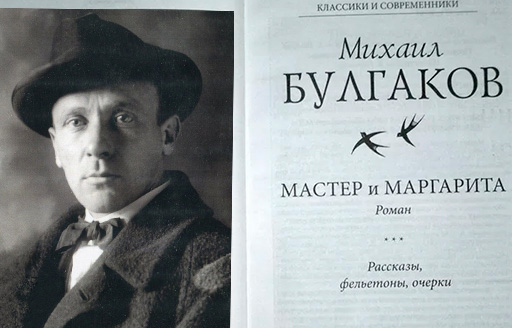 КЛАССИКИ И СОВРЕМЕННИКИ
Михаил
БУЛГАКОВ
МАСТЕР и МАРГАРИТА
Роман
***
Рассказы,
фельетоны, очерки